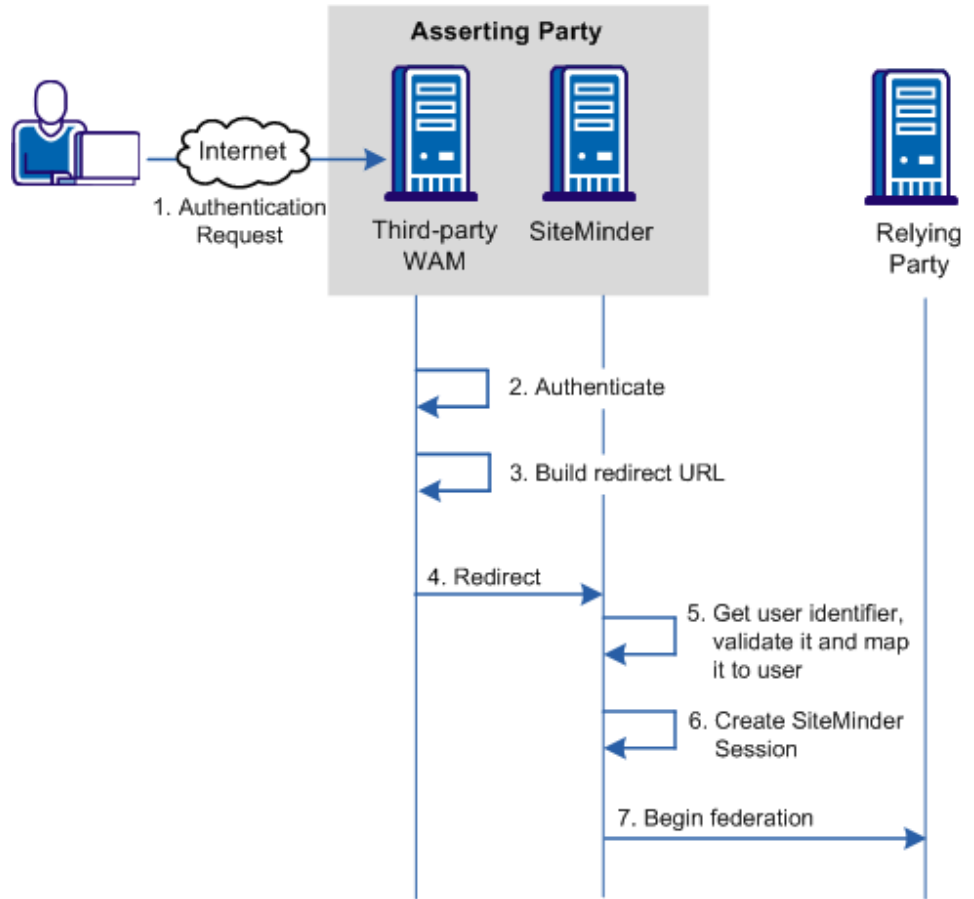 Asserting Party
Internet
1. Authentication
Request
Third-party
WAM
SiteMinder
Relying
Party
2. Authenticate
3. Build redirect URL
4. Redirect
5. Get user identifier,
validate it and map
it to user
6. Create SiteMinder
Session
7. Begin federation